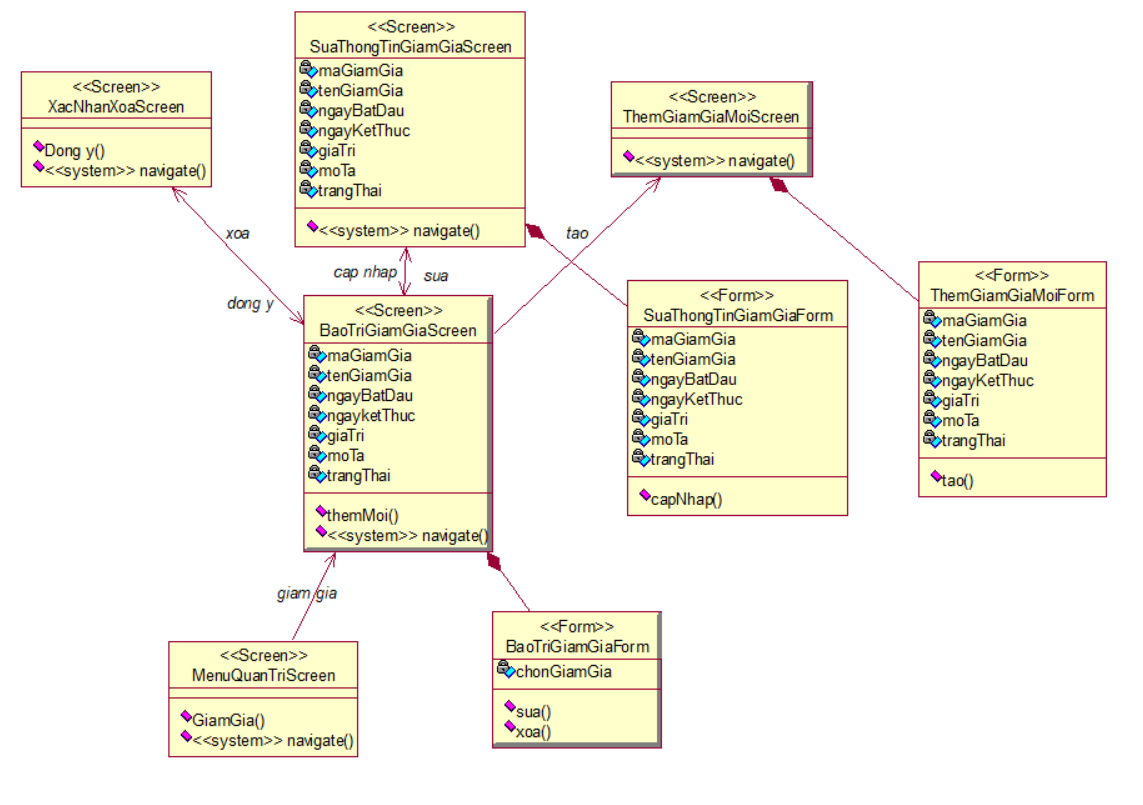 <<Screen>>
SuaThongTinGiamGiaScreen
maGiamGia
tenGiamGia
ngayBatDau
ngayKetThuc
giaTri
moTa
trangThai
<<system>> navigate()
<<Screen>>
XacNhanXoaScreen
Dong y()
<<system>> navigate()
<<Screen>>
ThemGiamGiaMoiScreen
<<system>> navigate()
xoa
dong y
cap nhap
sua
tao
<<Screen>>
BaoTriGiamGiaScreen
maGiamGia
tenGiamGia
ngayBatDau
ngayketThuc
giaTri
moTa
trangThai
themMoi()
<<system>> navigate()
<<Form>>
SuaThongTinGiamGiaForm
maGiamGia
tenGiamGia
ngayBatDau
ngayKetThuc
giaTri
moTa
trangThai
capNhap()
<<Form>>
ThemGiamGiaMoiForm
maGiamGia
tenGiamGia
ngayBatDau
ngayKetThuc
giaTri
moTa
trangThai
tao()
giam gia
<<Screen>>
MenuQuanTriScreen
GiamGia()
<<system>> navigate()
<<Form>>
BaoTriGiamGiaForm
chonGiamGia
sua()
xoa()